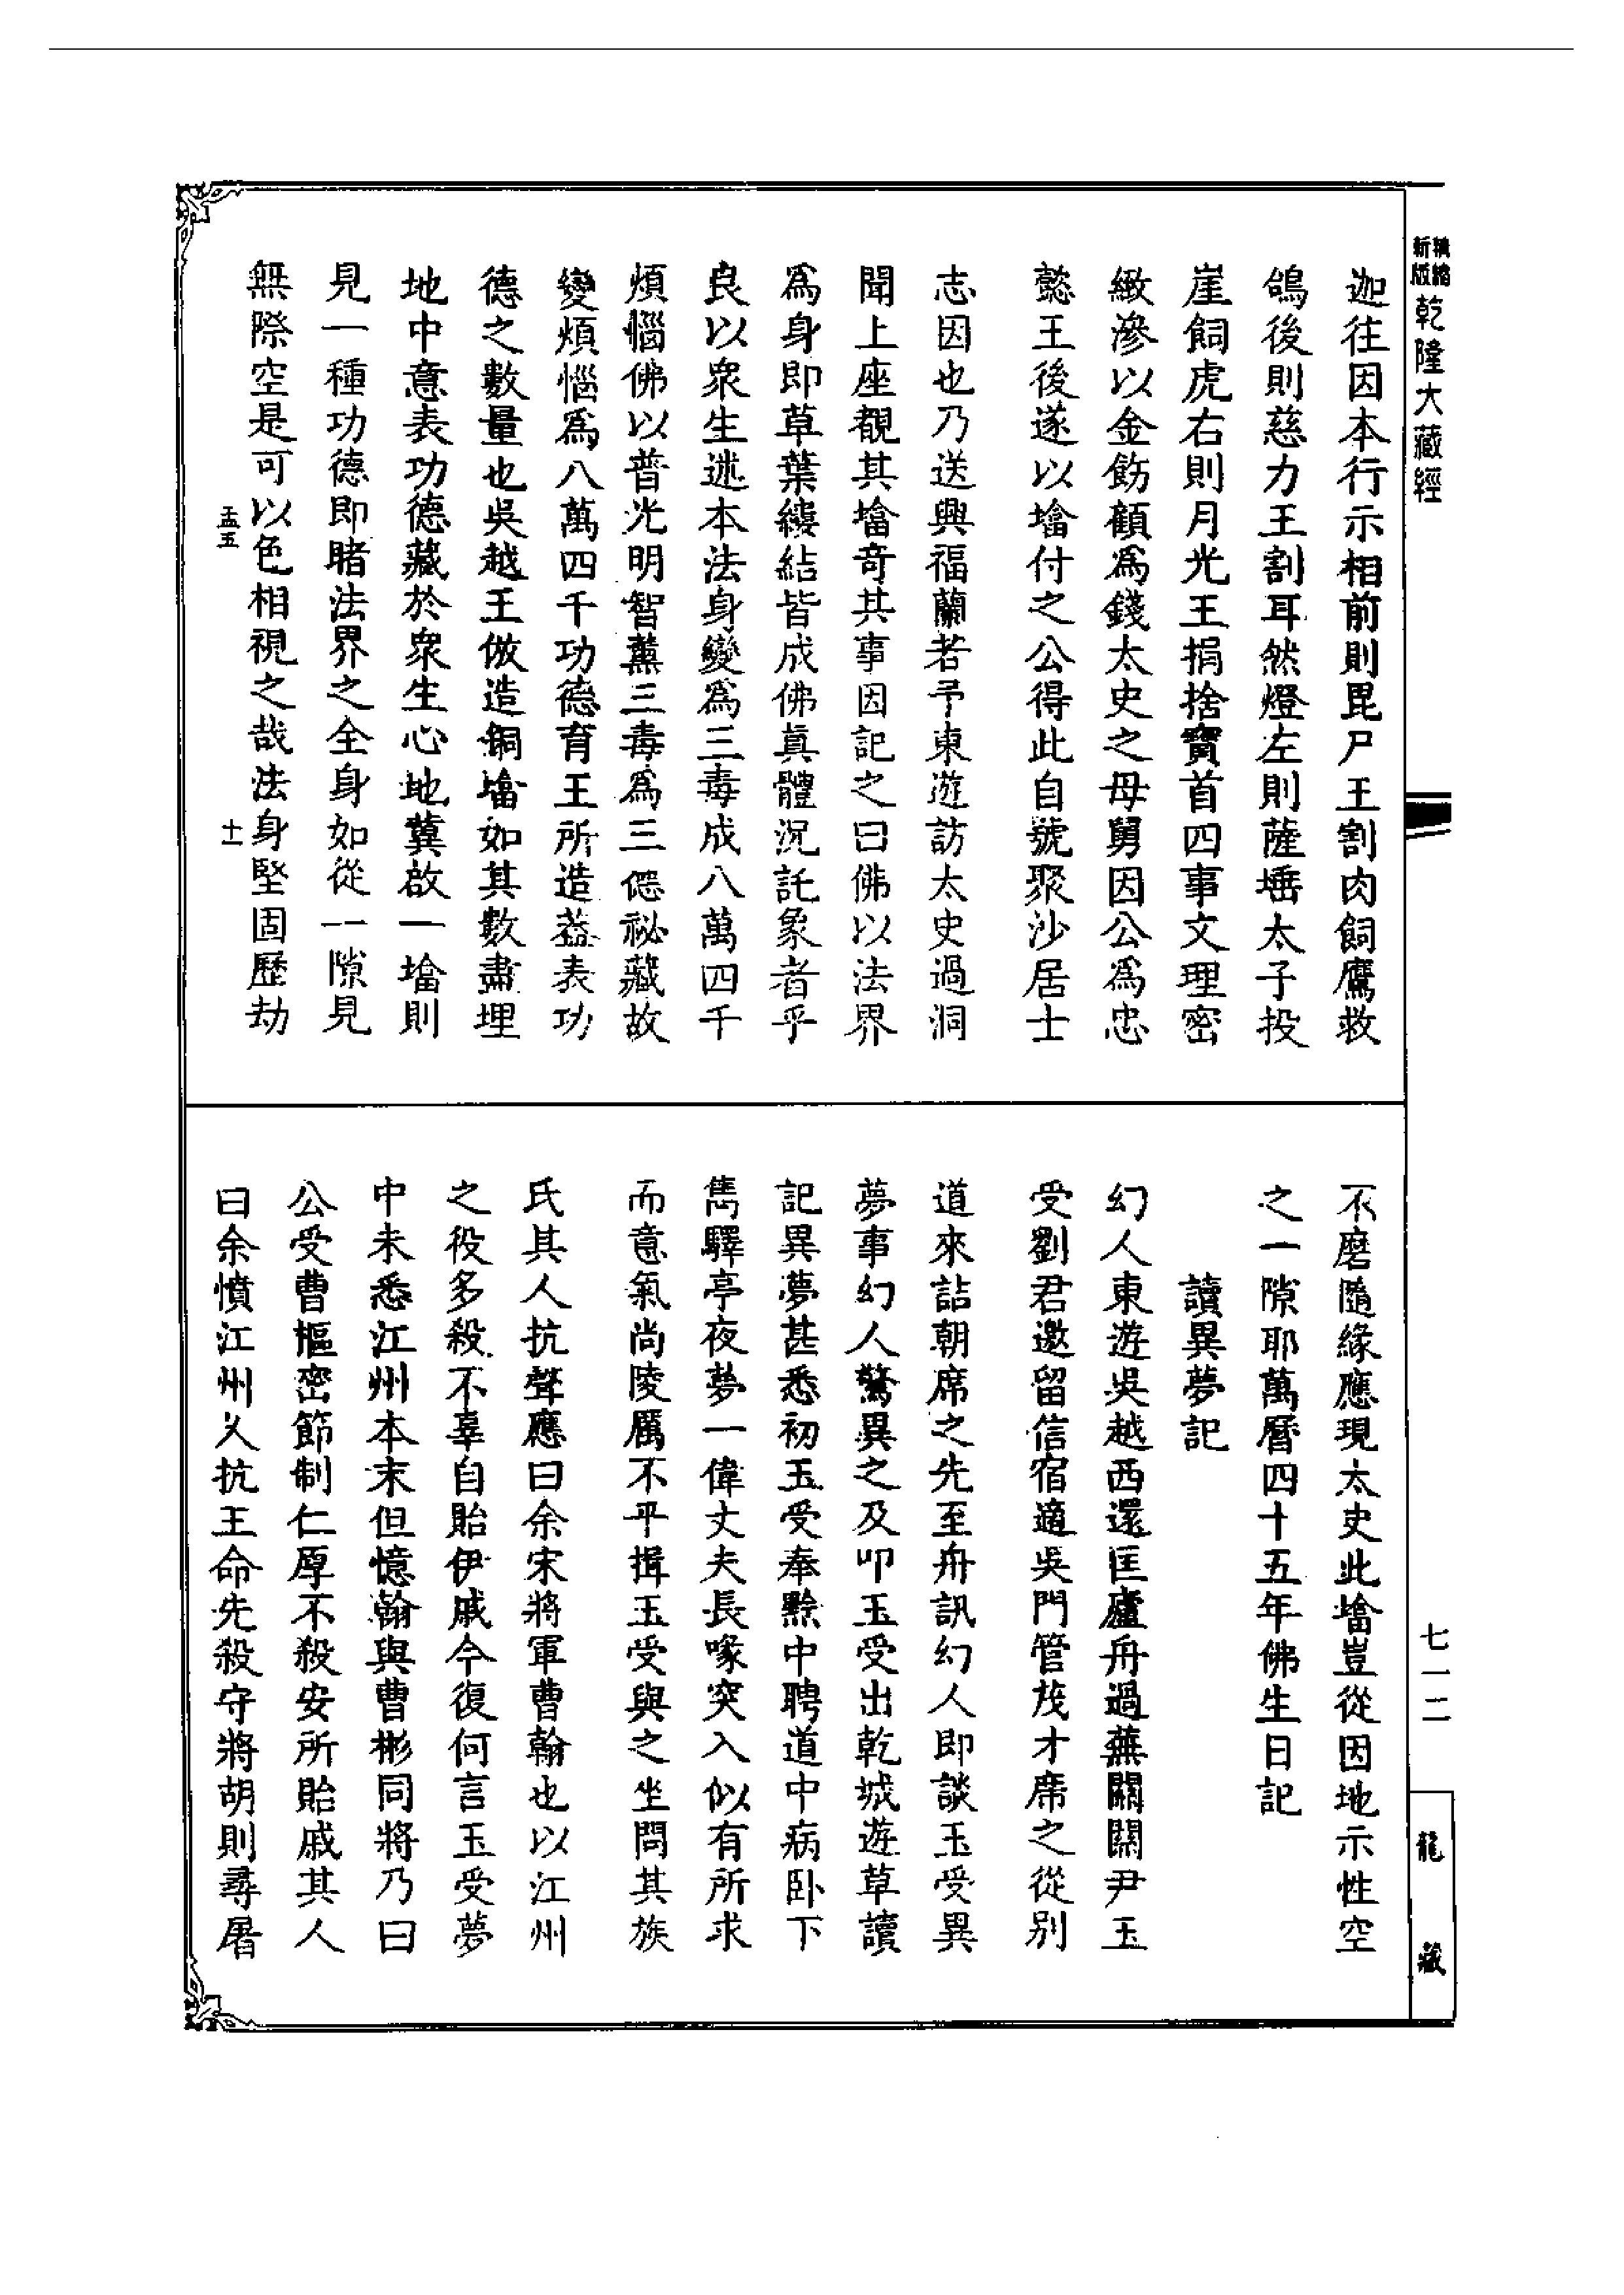 精縮新版乾隆大藏經
迦往因本行示相前則毘尸王割肉飼鷹救
鴿後則慈力王割耳然燈左則薩埵太子投
崖飼虎右則月光王捐捨寶首四事文理密
緻滲以金飭顧爲錢太史之母舅因公爲忠
懿王後遂以㙮付之公得此自號聚沙居士
志因也乃送興福蘭若予東遊訪太史過洞
聞上座覩其㙮奇其事因記之曰佛以法界
爲身即草葉縷結皆成佛真體況託象者乎
良以衆生迷本法身變爲三毒成八萬四千
煩惱佛以普光明智薰三毒爲三德秘藏故
變煩惱爲八萬四千功德育王所造葢表功
德之數量也吳越王倣造銅㙮如其數盡埋
地中意表功德藏於衆生心地冀啟一㙮則
見一種功德即睹法界之全身如從一隙見
無際空是可以色相視之哉法身堅固歷劫
孟五
十一
不磨隨緣應現太史此㙮豈從因地示性空
之一隙耶萬曆四十五年佛生日記
讀異夢記
幻人東遊吳越西還匡廬舟過蕪關關尹玉
受劉君邀留信宿適吳門管茂才席之從別
道來詣朝席之先至舟訊幻人即談玉受異
夢事幻人驚異之及叩玉受出乾城遊草讀
記異夢甚悉初玉受奉黜中聘道中病卧下
雋驛亭夜夢一偉丈夫長喙突入似有所求
而意氣尚陵厲不平揖玉受與之坐問其族
氏其人抗聲應曰余宋將軍曹翰也以江州
之役多殺不辜自貽伊戚今復何言玉受夢
中未悉江州本末但憶翰與曹彬同將乃曰
公受曹樞密節制仁厚不殺安所貽戚其人
曰余憤江州久抗王命先殺守將胡則尋屠
七一二
龍藏